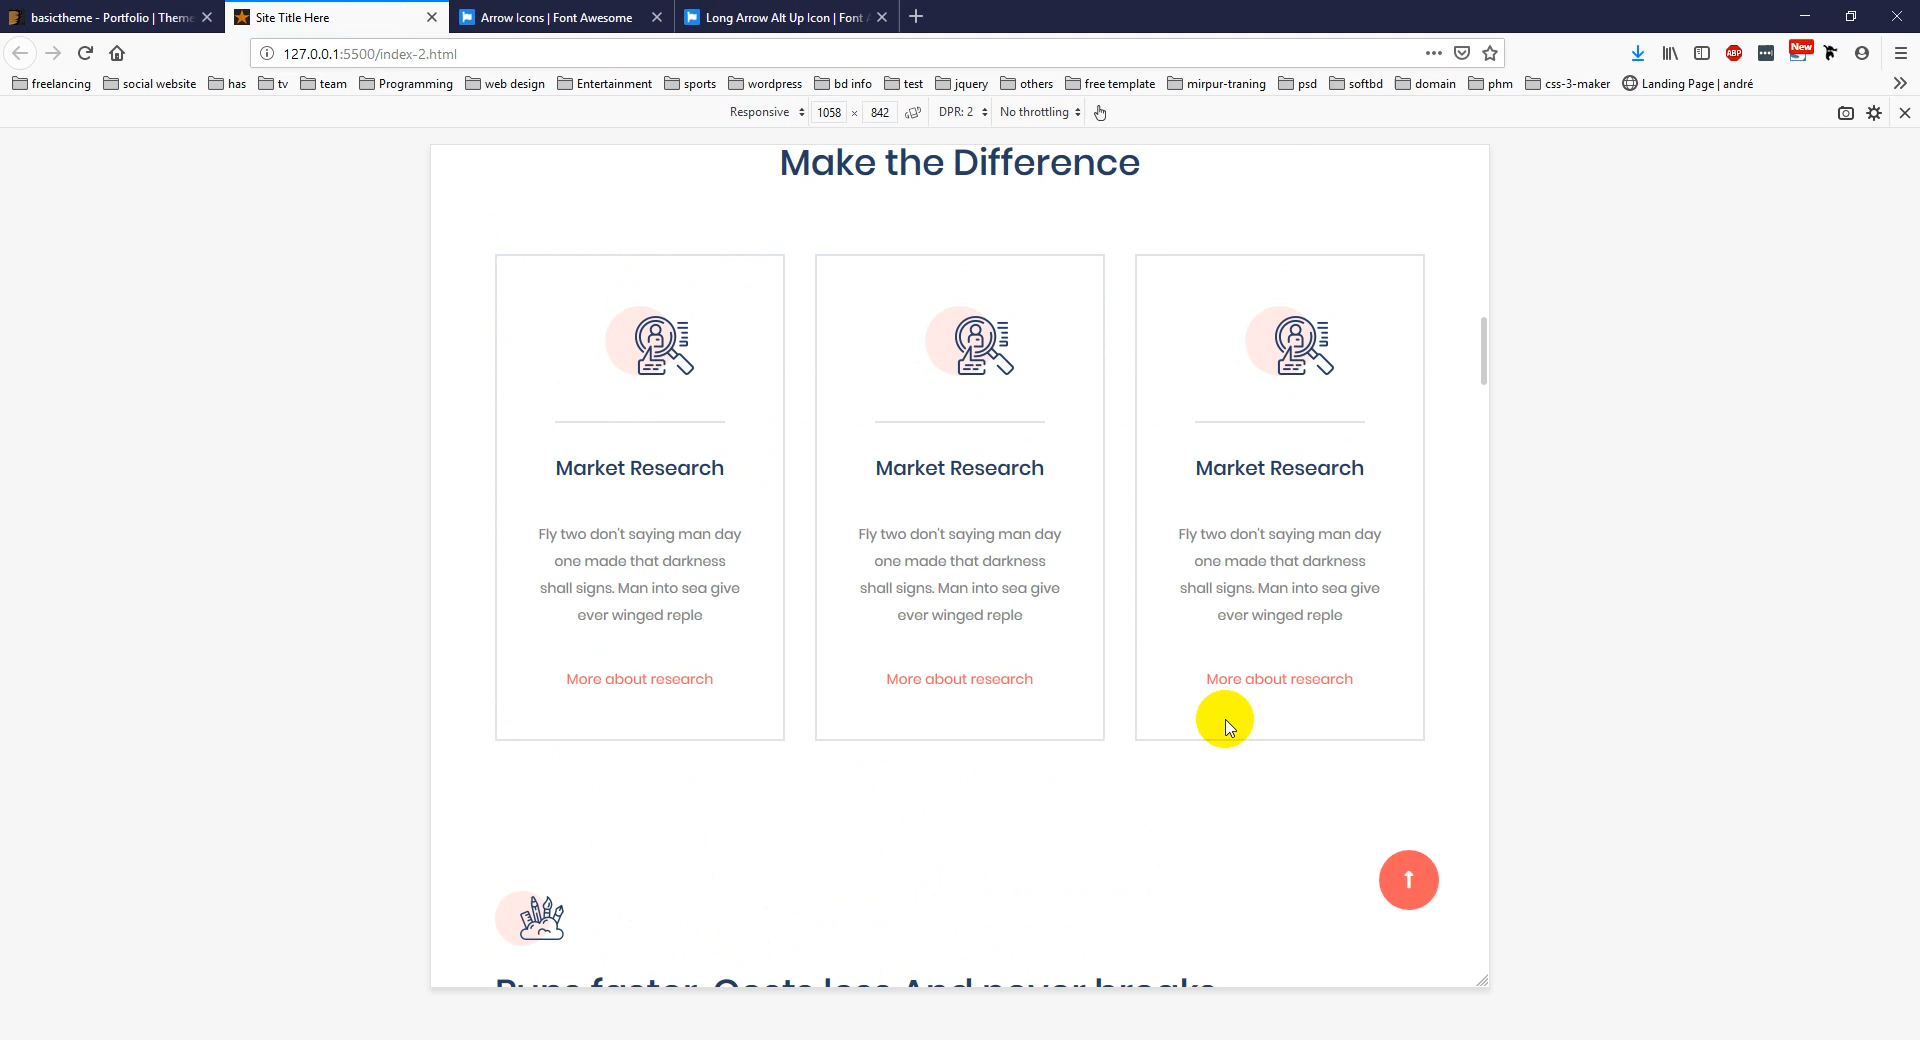 basictheme - Portfolio | Theme
Site Title Here
Arrow Icons | Font Awesome
Long Arrow Alt Up Icon | Font A
127.0.0.1:5500/index-2.html
ABP
New
freelancing
social website
has
tv
team
Programming
web design
Entertainment
sports
wordpress
bd info
test
jquery
others
free template
mirpur-traning
psd
softbd
domain
phm
css-3-maker
Landing Page | andré
Responsive
1058 × 842
DPR: 2
No throttling
Make the Difference
Market Research
Market Research
Market Research
Fly two don't saying man day
one made that darkness
shall signs. Man into sea give
ever winged reple
Fly two don't saying man day
one made that darkness
shall signs. Man into sea give
ever winged reple
Fly two don't saying man day
one made that darkness
shall signs. Man into sea give
ever winged reple
More about research
More about research
More about research